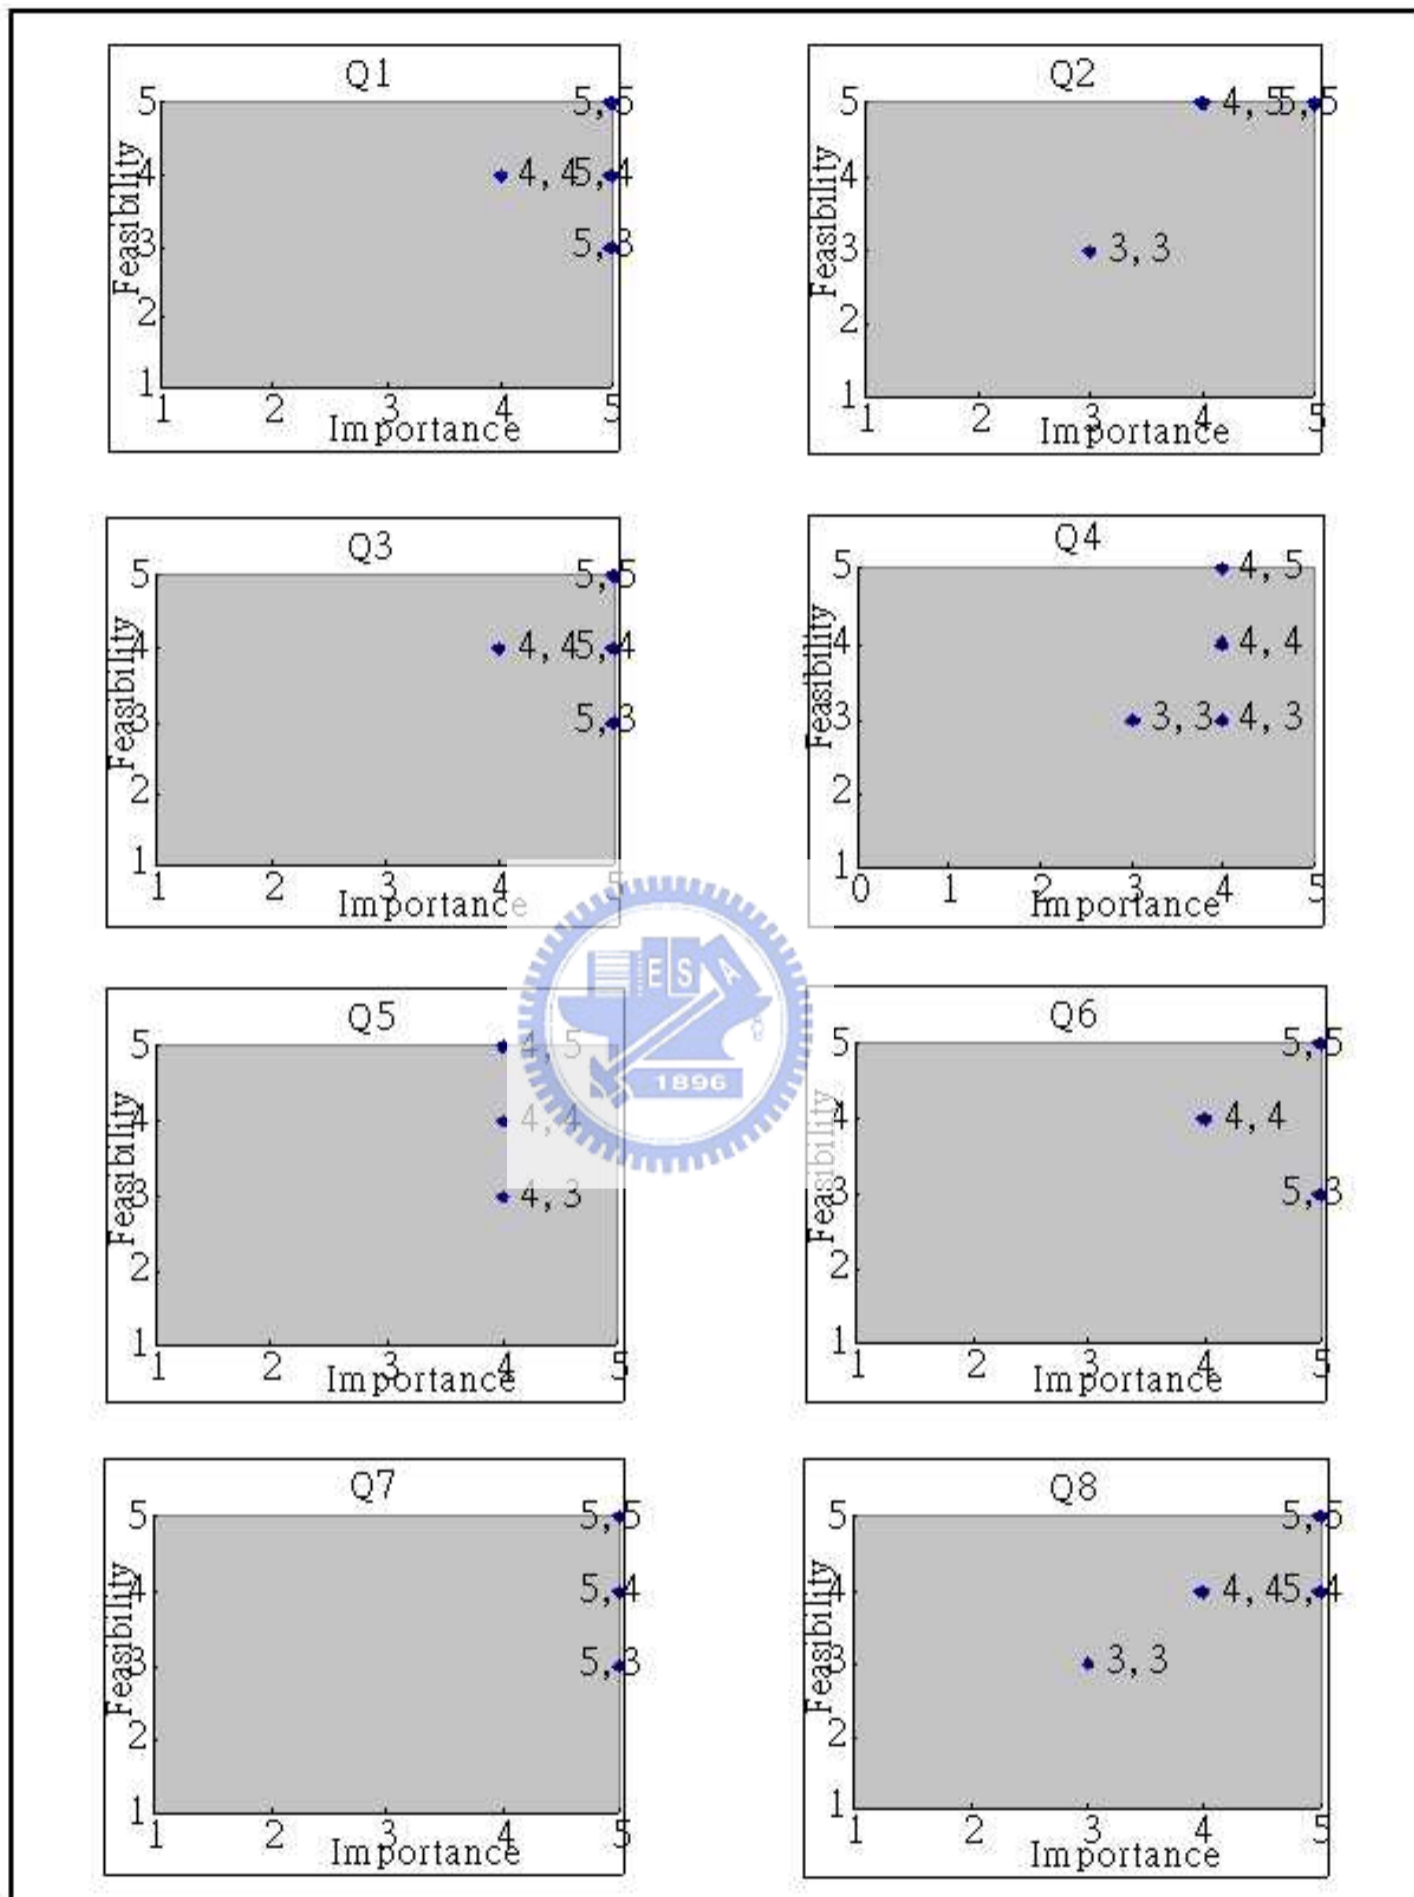 Q1
5
5, 5
4
4, 4
5, 4
3
5, 3
2
1
1 2 3 4 5
Feasibility
Importance
Q2
5
4, 5
5, 5
4
3
3, 3
2
1
1 2 3 4 5
Feasibility
Importance
Q3
5
5, 5
4
4, 4
5, 4
3
5, 3
2
1
1 2 3 4 5
Feasibility
Importance
Q4
5
4, 5
4
4, 4
3
3, 3
4, 3
2
1
0 1 2 3 4 5
Feasibility
Importance
Q5
5
4, 5
4
4, 4
3
4, 3
2
1
1 2 3 4 5
Feasibility
Importance
E S A
1896
Q6
5
5, 5
4
4, 4
3
5, 3
2
1
1 2 3 4 5
Feasibility
Importance
Q7
5
5, 5
4
5, 4
3
5, 3
2
1
1 2 3 4 5
Feasibility
Importance
Q8
5
5, 5
4
4, 4
5, 4
3
3, 3
2
1
1 2 3 4 5
Feasibility
Importance